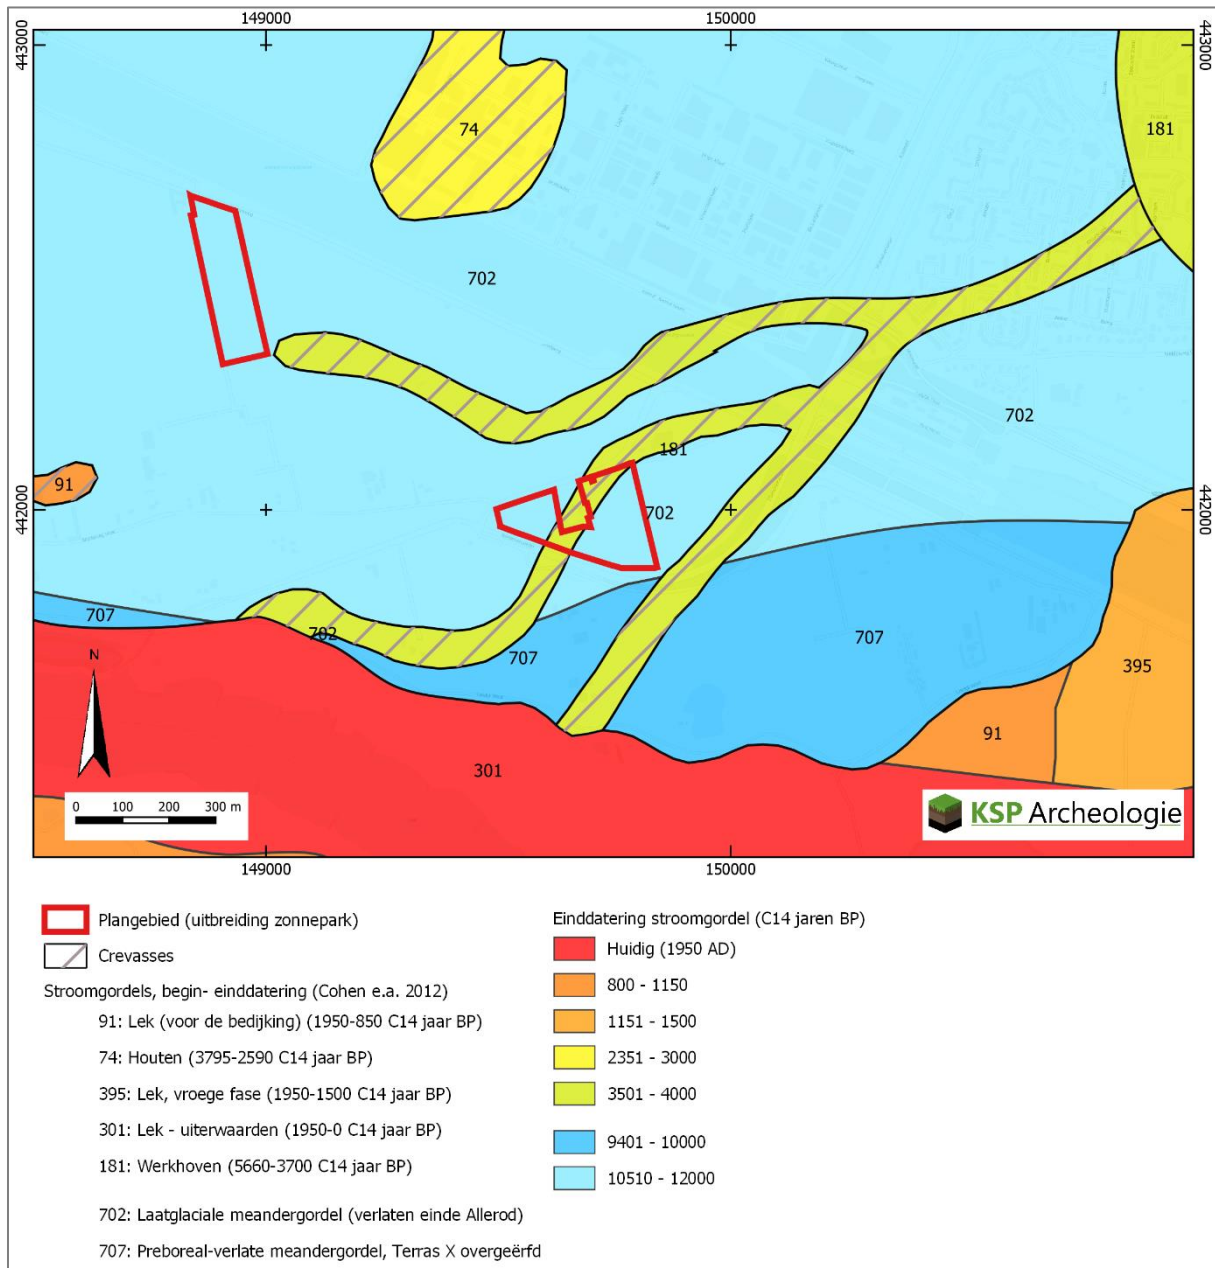 149000 150000
443000 443000
74
181
702
702
91
181
442000 442000
702
707
702
707
707
395
N
91
301
0 100 200 300 m
KSP Archeologie
149000 150000
Plangebied (uitbreiding zonnepark)
Crevasses
Stroomgordels, begin- einddatering (Cohen e.a. 2012)
91: Lek (voor de bedijking) (1950-850 C14 jaar BP)
74: Houten (3795-2590 C14 jaar BP)
395: Lek, vroege fase (1950-1500 C14 jaar BP)
301: Lek - uiterwaarden (1950-0 C14 jaar BP)
181: Werkhoven (5660-3700 C14 jaar BP)
702: Laatglaciale meandergordel (verlaten einde Allerod)
707: Preboreal-verlate meandergordel, Terras X overgeërfd
Einddatering stroomgordel (C14 jaren BP)
Huidig (1950 AD)
800 - 1150
1151 - 1500
2351 - 3000
3501 - 4000
9401 - 10000
10510 - 12000